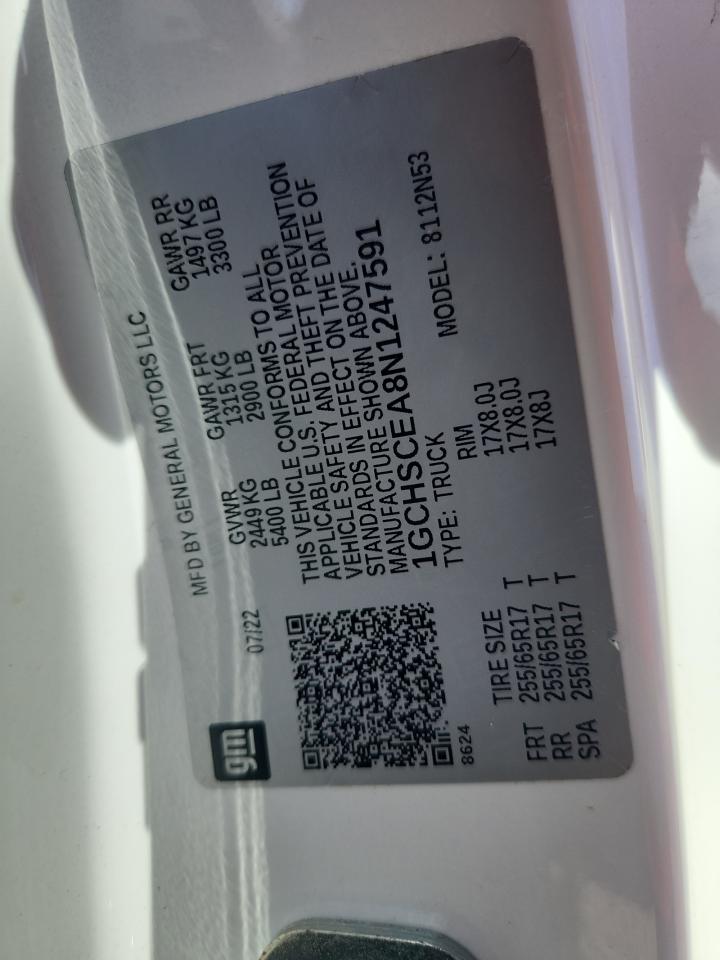 gm
MFD BY GENERAL MOTORS LLC
07/22
GVWR GAWR FRT GAWR RR
2449 KG 1315 KG 1497 KG
5400 LB 2900 LB 3300 LB
THIS VEHICLE CONFORMS TO ALL
APPLICABLE U.S. FEDERAL MOTOR
VEHICLE SAFETY AND THEFT PREVENTION
STANDARDS IN EFFECT ON THE DATE OF
MANUFACTURE SHOWN ABOVE.
1GCHSCEA8N1247591
TYPE: TRUCK MODEL: 8112N53
8624
TIRE SIZE RIM
FRT 255/65R17 T 17X8.0J
RR 255/65R17 T 17X8.0J
SPA 255/65R17 T 17X8J